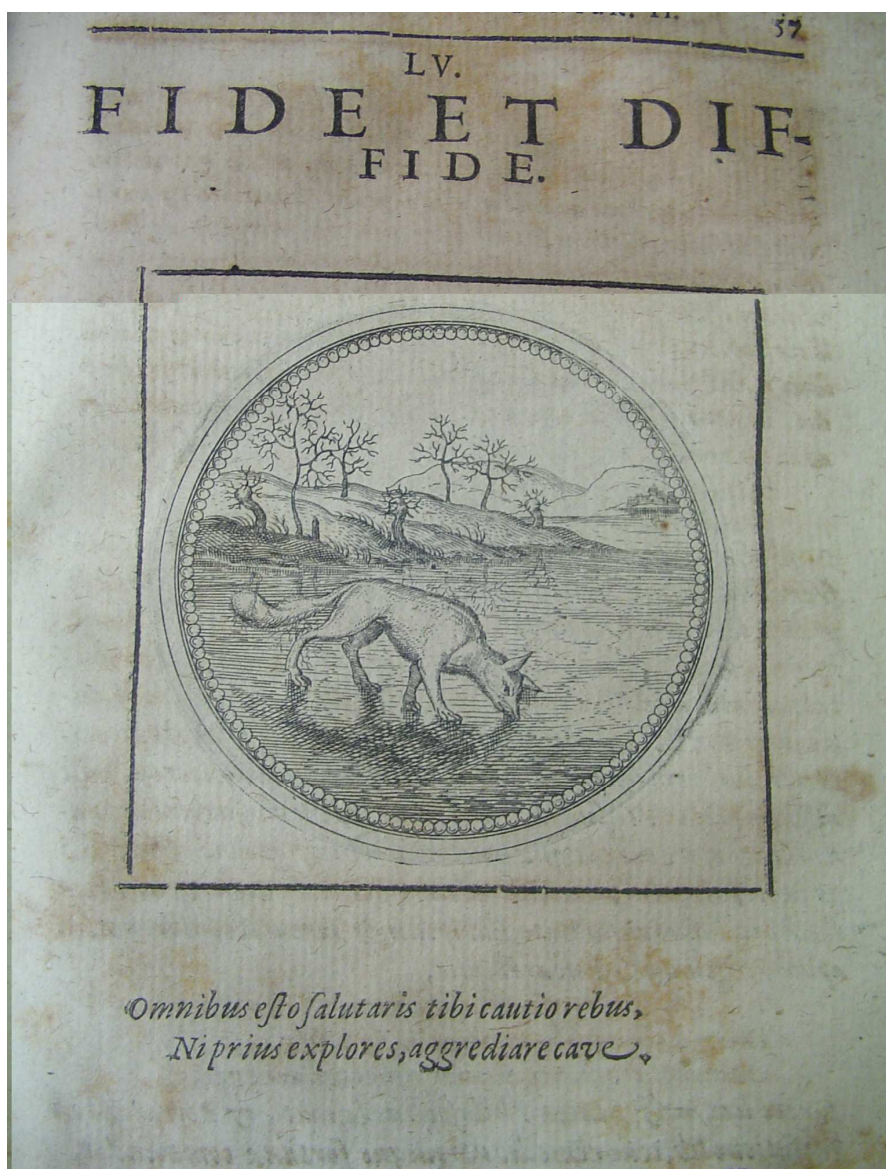 57
LV.
FIDE ET DIF-
FIDE.
Omnibus eſto ſalutaris tibi cautio rebus,
Ni prius explores, aggrediare cave.